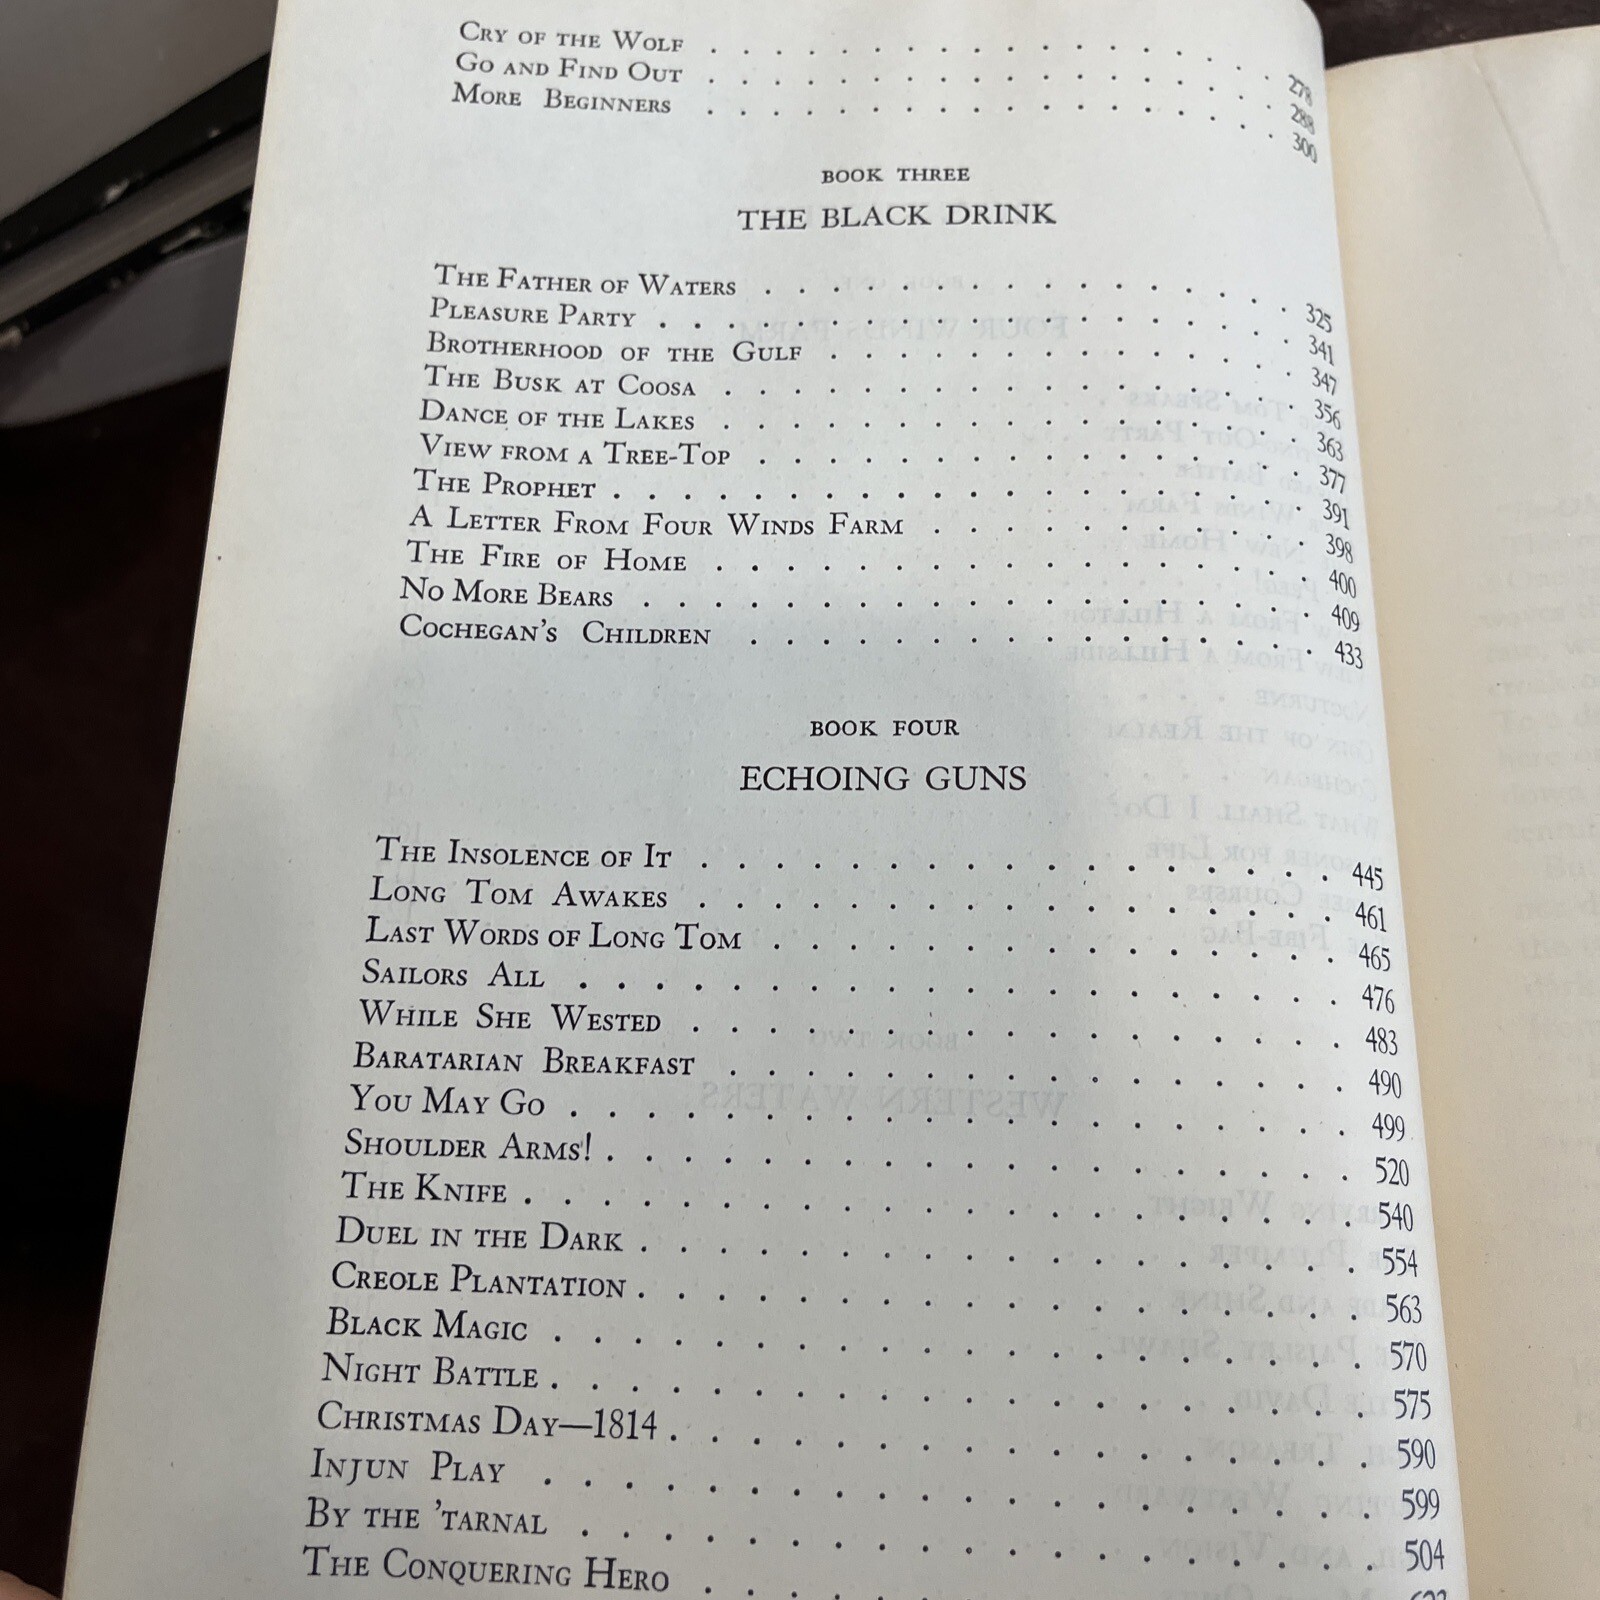 Cry of the Wolf . . . . . . . . . . . . . . . . 278
Go and Find Out . . . . . . . . . . . . . . . . 288
More Beginners . . . . . . . . . . . . . . . . 300
BOOK THREE
THE BLACK DRINK
The Father of Waters . . . . . . . . . . . . . . . . 325
Pleasure Party . . . . . . . . . . . . . . . . 341
Brotherhood of the Gulf . . . . . . . . . . . . . . . . 347
The Busk at Coosa . . . . . . . . . . . . . . . . 356
Dance of the Lakes . . . . . . . . . . . . . . . . 363
View from a Tree-Top . . . . . . . . . . . . . . . . 377
The Prophet . . . . . . . . . . . . . . . . 391
A Letter From Four Winds Farm . . . . . . . . . . . . 398
The Fire of Home . . . . . . . . . . . . . . . . 400
No More Bears . . . . . . . . . . . . . . . . 409
Cochegan's Children . . . . . . . . . . . . . . . . 433
BOOK FOUR
ECHOING GUNS
The Insolence of It . . . . . . . . . . . . . . . . 445
Long Tom Awakes . . . . . . . . . . . . . . . . 461
Last Words of Long Tom . . . . . . . . . . . . . . . . 465
Sailors All . . . . . . . . . . . . . . . . 476
While She Wested . . . . . . . . . . . . . . . . 483
Baratarian Breakfast . . . . . . . . . . . . . . . . 490
You May Go . . . . . . . . . . . . . . . . 499
Shoulder Arms! . . . . . . . . . . . . . . . . 520
The Knife . . . . . . . . . . . . . . . . 540
Duel in the Dark . . . . . . . . . . . . . . . . 554
Creole Plantation . . . . . . . . . . . . . . . . 563
Black Magic . . . . . . . . . . . . . . . . 570
Night Battle . . . . . . . . . . . . . . . . 575
Christmas Day—1814 . . . . . . . . . . . . . . . . 590
Injun Play . . . . . . . . . . . . . . . . 599
By the 'tarnal . . . . . . . . . . . . . . . . 504
The Conquering Hero . . . .